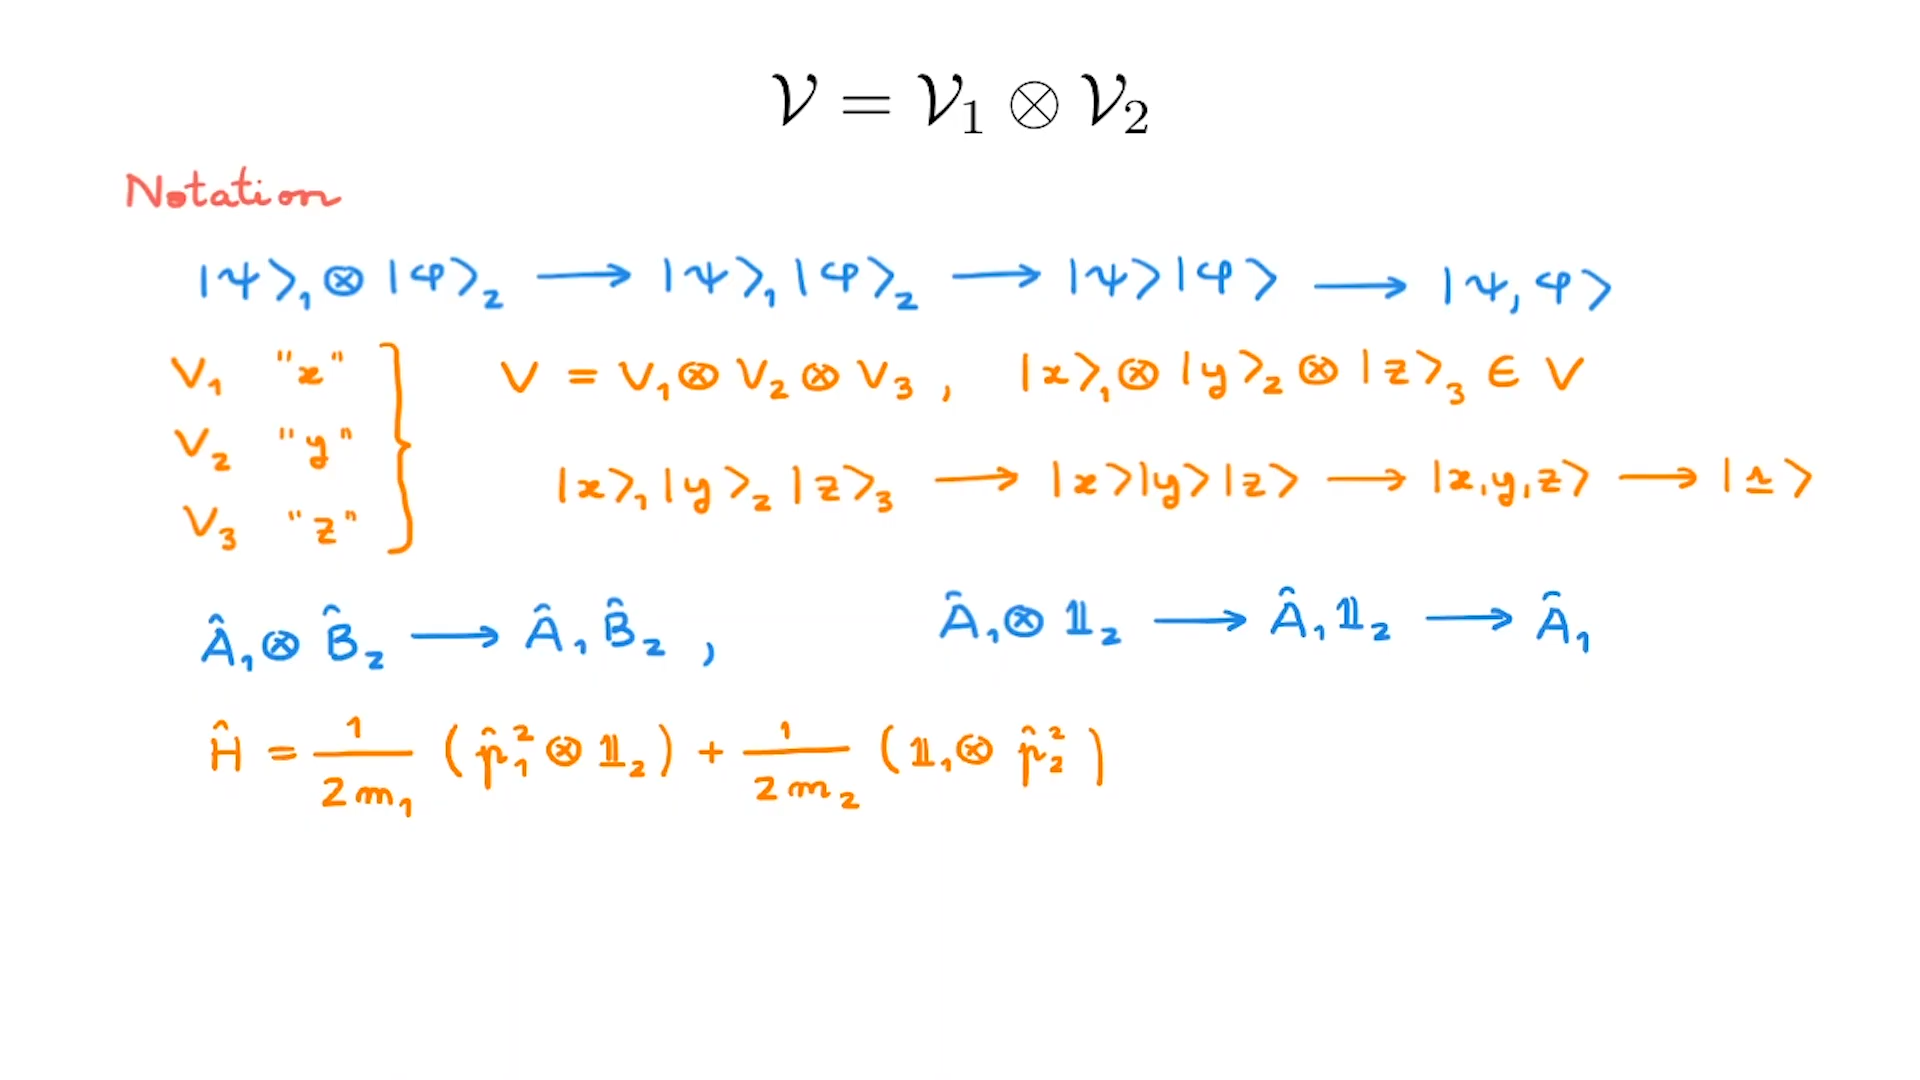 𝒱 = 𝒱₁ ⊗ 𝒱₂
Notation
|ψ⟩₁ ⊗ |φ⟩₂ ⟶ |ψ⟩₁ |φ⟩₂ ⟶ |ψ⟩ |φ⟩ ⟶ |ψ, φ⟩
V₁ "x"
V₂ "y"
V₃ "z"
V = V₁ ⊗ V₂ ⊗ V₃ , |x⟩₁ ⊗ |y⟩₂ ⊗ |z⟩₃ ∈ V
|x⟩₁ |y⟩₂ |z⟩₃ ⟶ |x⟩|y⟩|z⟩ ⟶ |x,y,z⟩ ⟶ |r̲⟩
Â₁ ⊗ B̂₂ ⟶ Â₁ B̂₂ , Â₁ ⊗ 𝟙₂ ⟶ Â₁ 𝟙₂ ⟶ Â₁
Ĥ = 1/2m₁ (p̂₁² ⊗ 𝟙₂) + 1/2m₂ (𝟙₁ ⊗ p̂₂²)